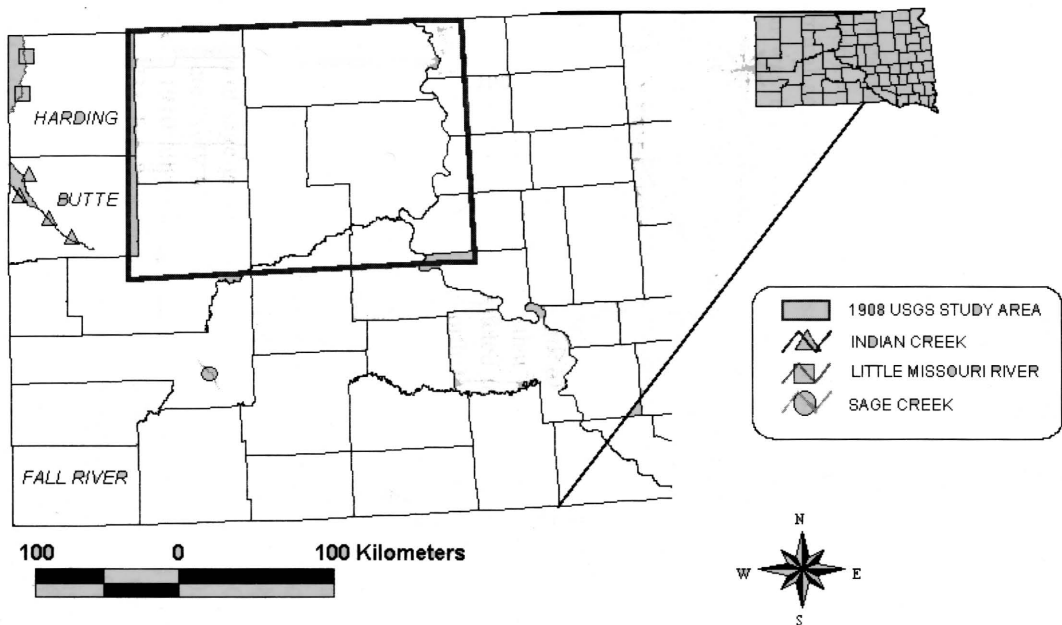 HARDING
BUTTE
FALL RIVER
1908 USGS STUDY AREA
INDIAN CREEK
LITTLE MISSOURI RIVER
SAGE CREEK
100 0 100 Kilometers
N
W E
S